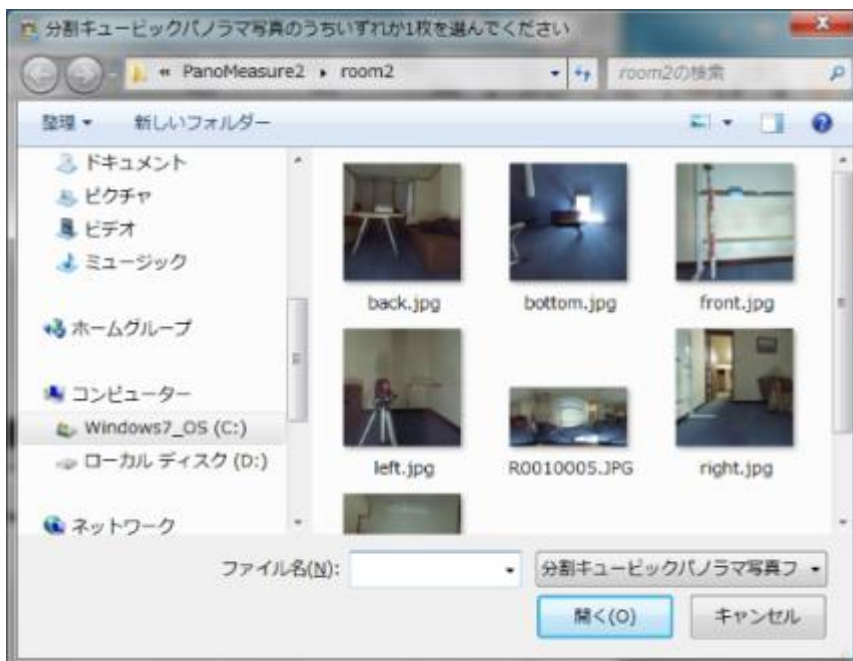 分割キュービックパノラマ写真のうちいずれか1枚を選んでください
« PanoMeasure2 room2
room2の検索
整理
新しいフォルダー
ドキュメント
ピクチャ
ビデオ
ミュージック
ホームグループ
コンピューター
Windows7_OS (C:)
ローカル ディスク (D:)
ネットワーク
back.jpg
bottom.jpg
front.jpg
left.jpg
R0010005.JPG
right.jpg
ファイル名(N):
分割キュービックパノラマ写真フ
開く(O)
キャンセル